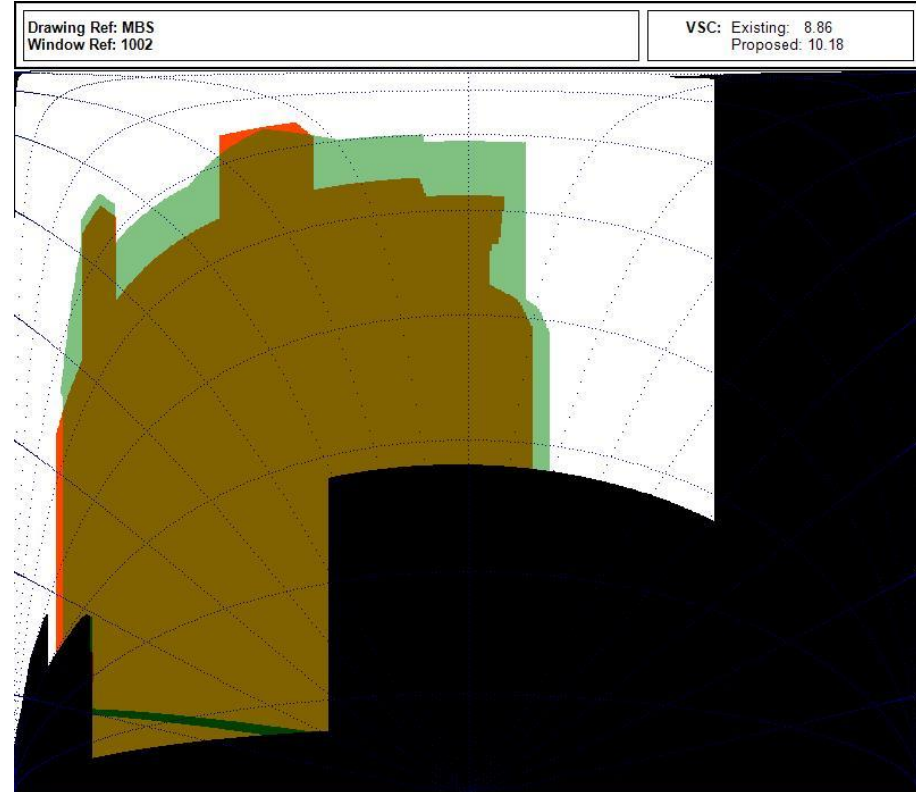 Drawing Ref: MBS
Window Ref: 1002
VSC: Existing: 8.86
Proposed: 10.18